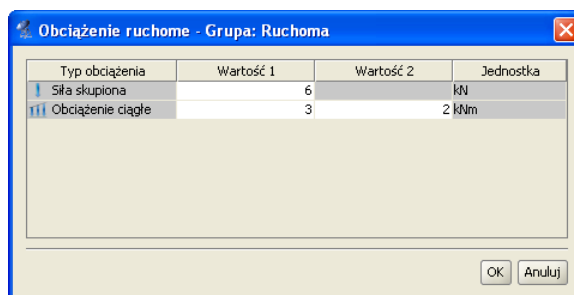 Obciążenie ruchome - Grupa: Ruchoma
Typ obciążenia Wartość 1 Wartość 2 Jednostka
Siła skupiona 6 kN
Obciążenie ciągłe 3 2 kNm
OK Anuluj